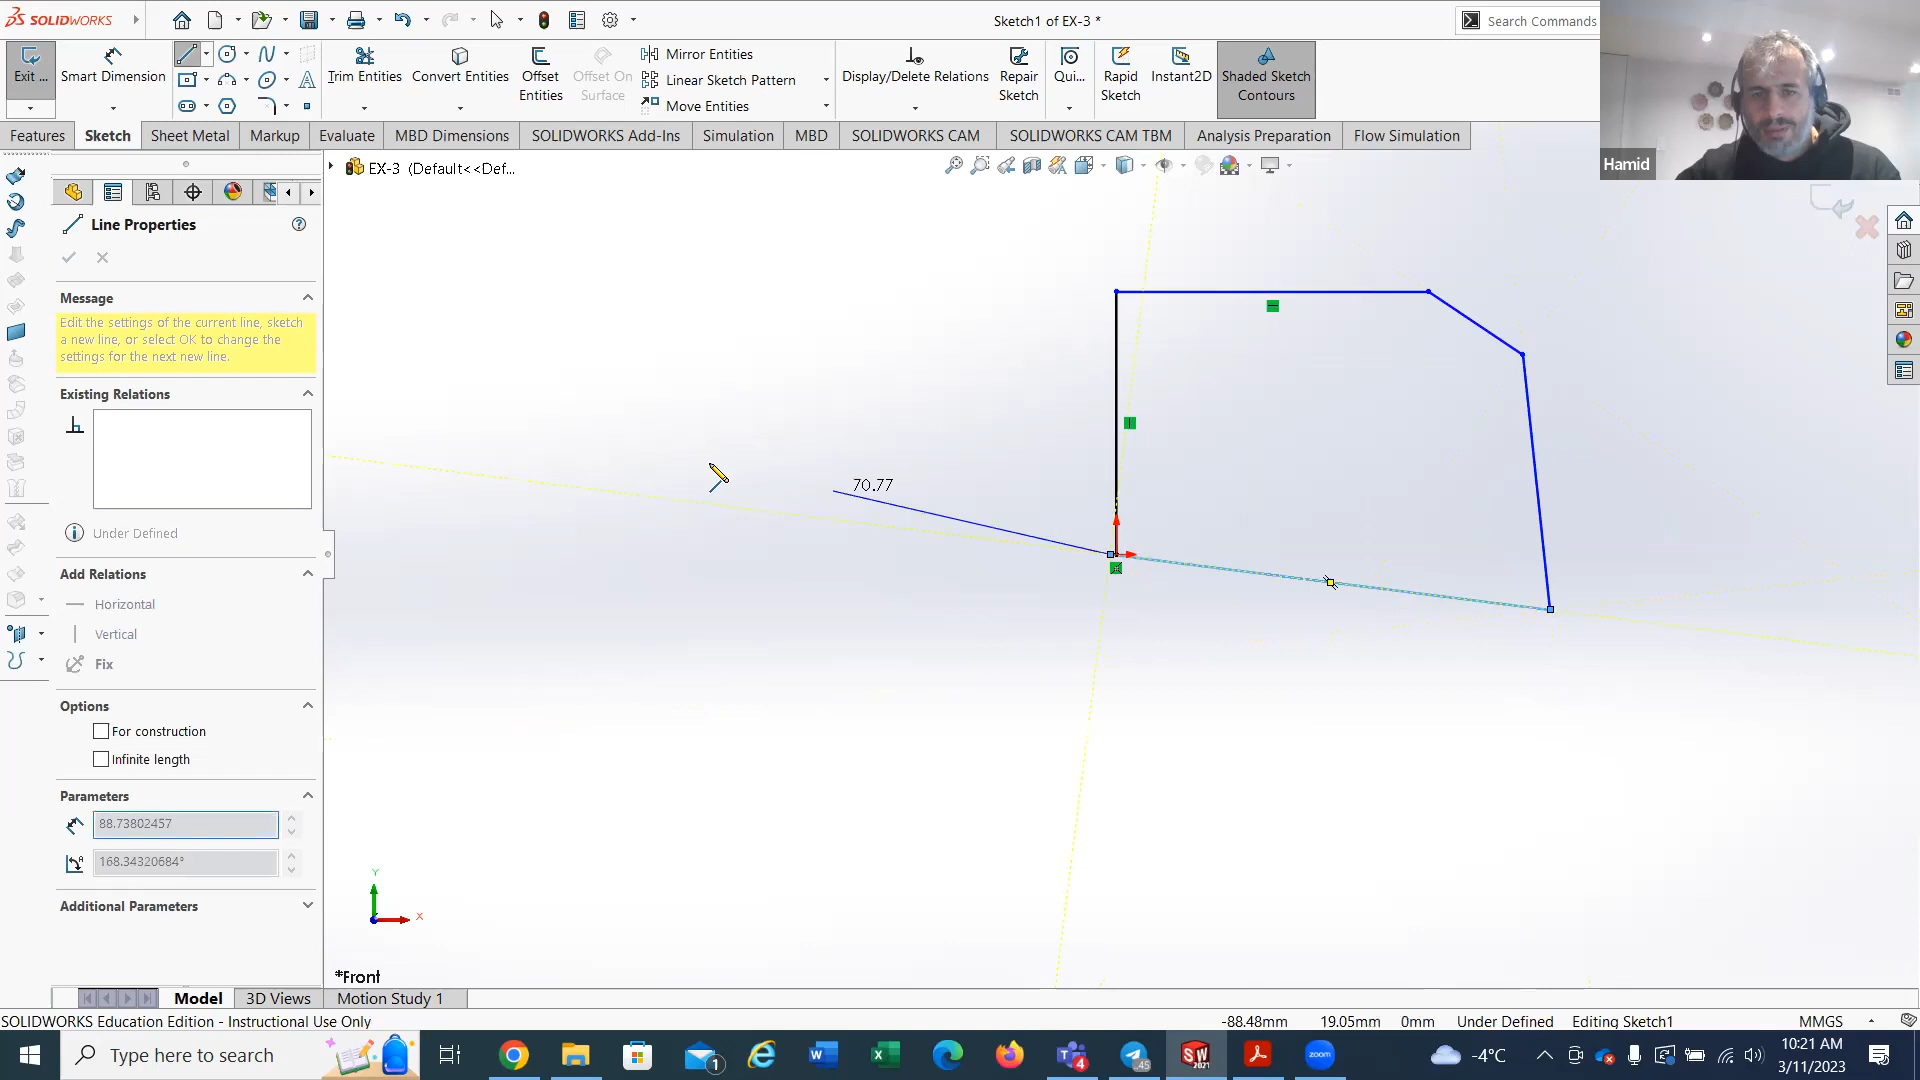 SOLIDWORKS
Sketch1 of EX-3 *
Search Commands
Exit ...
Smart Dimension
Trim Entities
Convert Entities
Offset Entities
Offset On Surface
Mirror Entities
Linear Sketch Pattern
Move Entities
Display/Delete Relations
Repair Sketch
Qui...
Rapid Sketch
Instant2D
Shaded Sketch Contours
Features
Sketch
Sheet Metal
Markup
Evaluate
MBD Dimensions
SOLIDWORKS Add-Ins
Simulation
MBD
SOLIDWORKS CAM
SOLIDWORKS CAM TBM
Analysis Preparation
Flow Simulation
Hamid
EX-3 (Default<<Def...
Line Properties
Message
Edit the settings of the current line, sketch
a new line, or select OK to change the
settings for the next new line.
Existing Relations
Under Defined
Add Relations
Horizontal
Vertical
Fix
Options
For construction
Infinite length
Parameters
88.73802457
168.34320684°
Additional Parameters
70.77
Y
X
*Front
Model
3D Views
Motion Study 1
SOLIDWORKS Education Edition - Instructional Use Only
-88.48mm
19.05mm
0mm
Under Defined
Editing Sketch1
MMGS
Type here to search
1
4
45
SW
2021
zoom
-4°C
10:21 AM
3/11/2023